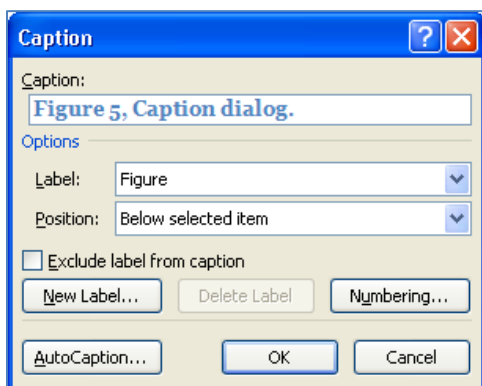 Caption
Caption:
Figure 5, Caption dialog.
Options
Label: Figure
Position: Below selected item
Exclude label from caption
New Label... Delete Label Numbering...
AutoCaption... OK Cancel